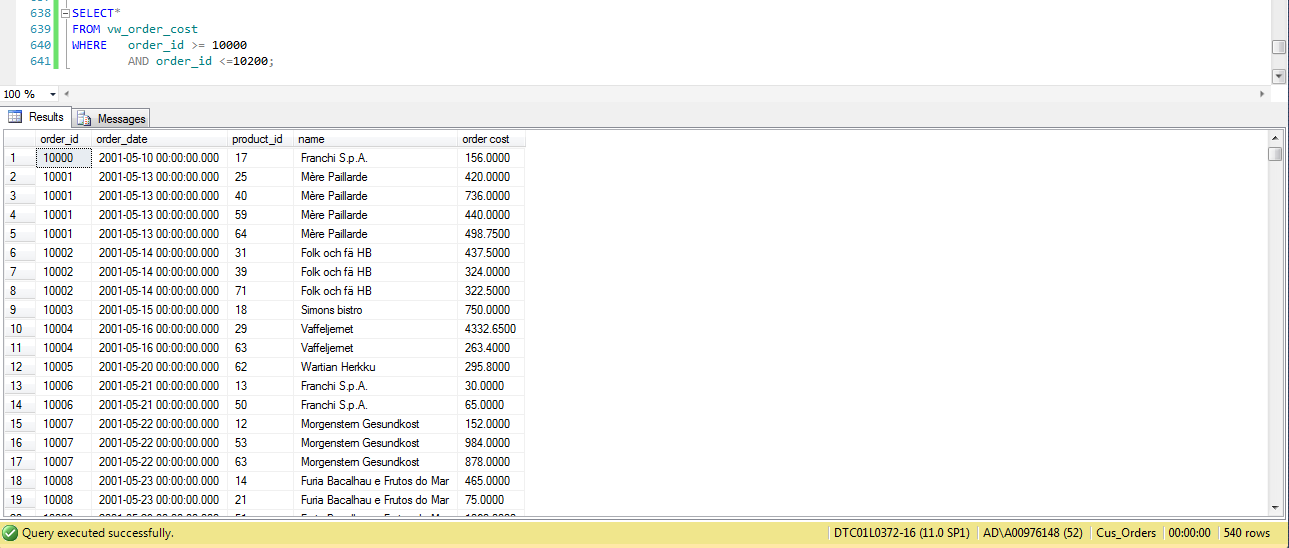 638 SELECT*
639 FROM vw_order_cost
640 WHERE order_id >= 10000
641 AND order_id <=10200;
100 %
Results Messages
order_id order_date product_id name order cost
1 10000 2001-05-10 00:00:00.000 17 Franchi S.p.A. 156.0000
2 10001 2001-05-13 00:00:00.000 25 Mère Paillarde 420.0000
3 10001 2001-05-13 00:00:00.000 40 Mère Paillarde 736.0000
4 10001 2001-05-13 00:00:00.000 59 Mère Paillarde 440.0000
5 10001 2001-05-13 00:00:00.000 64 Mère Paillarde 498.7500
6 10002 2001-05-14 00:00:00.000 31 Folk och fä HB 437.5000
7 10002 2001-05-14 00:00:00.000 39 Folk och fä HB 324.0000
8 10002 2001-05-14 00:00:00.000 71 Folk och fä HB 322.5000
9 10003 2001-05-15 00:00:00.000 18 Simons bistro 750.0000
10 10004 2001-05-16 00:00:00.000 29 Vaffeljernet 4332.6500
11 10004 2001-05-16 00:00:00.000 63 Vaffeljernet 263.4000
12 10005 2001-05-20 00:00:00.000 62 Wartian Herkku 295.8000
13 10006 2001-05-21 00:00:00.000 13 Franchi S.p.A. 30.0000
14 10006 2001-05-21 00:00:00.000 50 Franchi S.p.A. 65.0000
15 10007 2001-05-22 00:00:00.000 12 Morgenstern Gesundkost 152.0000
16 10007 2001-05-22 00:00:00.000 53 Morgenstern Gesundkost 984.0000
17 10007 2001-05-22 00:00:00.000 63 Morgenstern Gesundkost 878.0000
18 10008 2001-05-23 00:00:00.000 14 Furia Bacalhau e Frutos do Mar 465.0000
19 10008 2001-05-23 00:00:00.000 21 Furia Bacalhau e Frutos do Mar 75.0000
Query executed successfully. DTC01L0372-16 (11.0 SP1) AD\A00976148 (52) Cus_Orders 00:00:00 540 rows